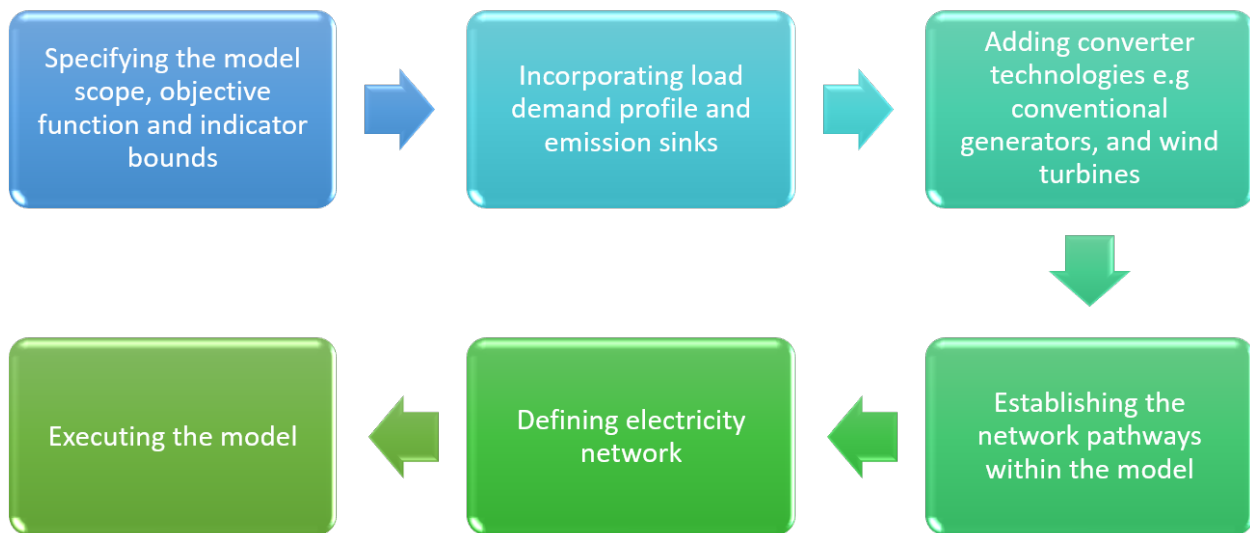 Specifying the model
scope, objective
function and indicator
bounds
Incorporating load
demand profile and
emission sinks
Adding converter
technologies e.g
conventional
generators, and wind
turbines
Establishing the
network pathways
within the model
Defining electricity
network
Executing the model